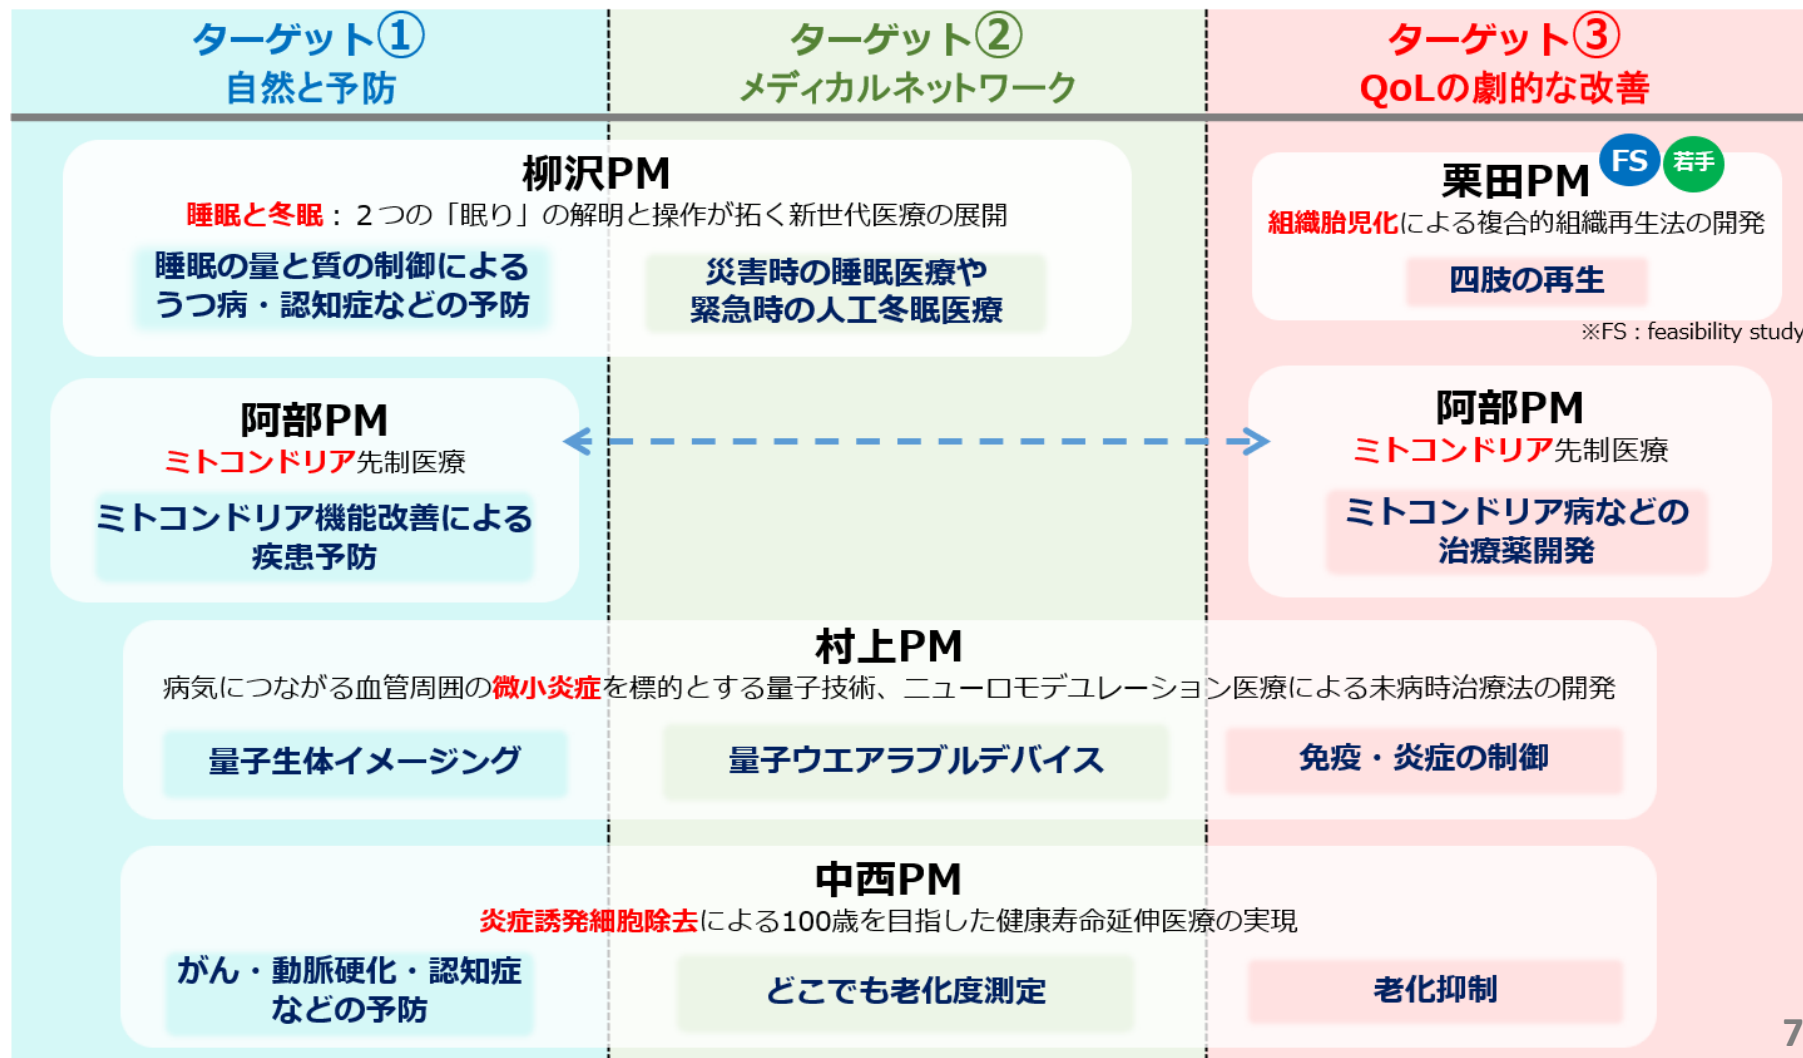 ターゲット①
自然と予防
ターゲット②
メディカルネットワーク
ターゲット③
QoLの劇的な改善
柳沢PM
睡眠と冬眠：２つの「眠り」の解明と操作が拓く新世代医療の展開
睡眠の量と質の制御による
うつ病・認知症などの予防
災害時の睡眠医療や
緊急時の人工冬眠医療
栗田PM
FS
若手
組織胎児化による複合的組織再生法の開発
四肢の再生
※FS：feasibility study
阿部PM
ミトコンドリア先制医療
ミトコンドリア機能改善による
疾患予防
阿部PM
ミトコンドリア先制医療
ミトコンドリア病などの
治療薬開発
村上PM
病気につながる血管周囲の微小炎症を標的とする量子技術、ニューロモデユレーション医療による未病時治療法の開発
量子生体イメージング
量子ウエアラブルデバイス
免疫・炎症の制御
中西PM
炎症誘発細胞除去による100歳を目指した健康寿命延伸医療の実現
がん・動脈硬化・認知症
などの予防
どこでも老化度測定
老化抑制
7